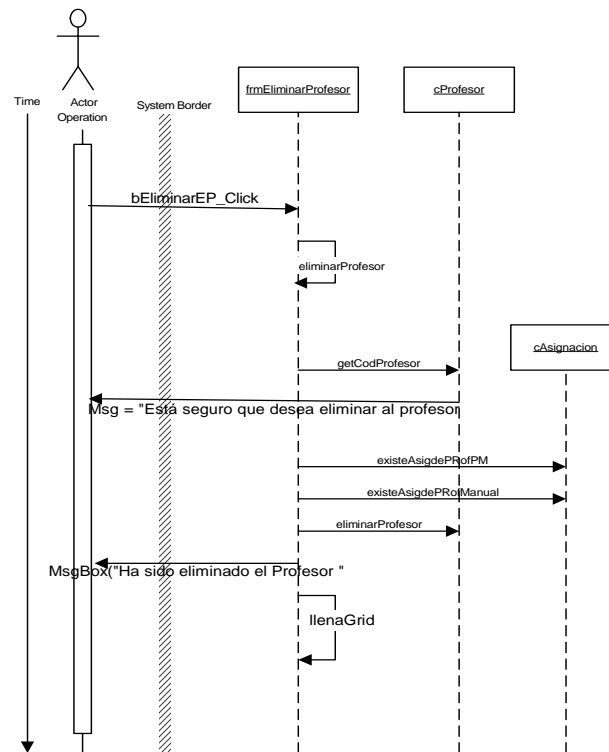 frmEliminarProfesor
cProfesor
Time
Actor
Operation
System Border
bEliminarEP_Click
eliminarProfesor
getCodProfesor
cAsignacion
Msg = "Está seguro que desea eliminar al profesor
existeAsigdePRofPM
existeAsigdePRofManual
eliminarProfesor
MsgBox("Ha sido eliminado el Profesor "
llenaGrid